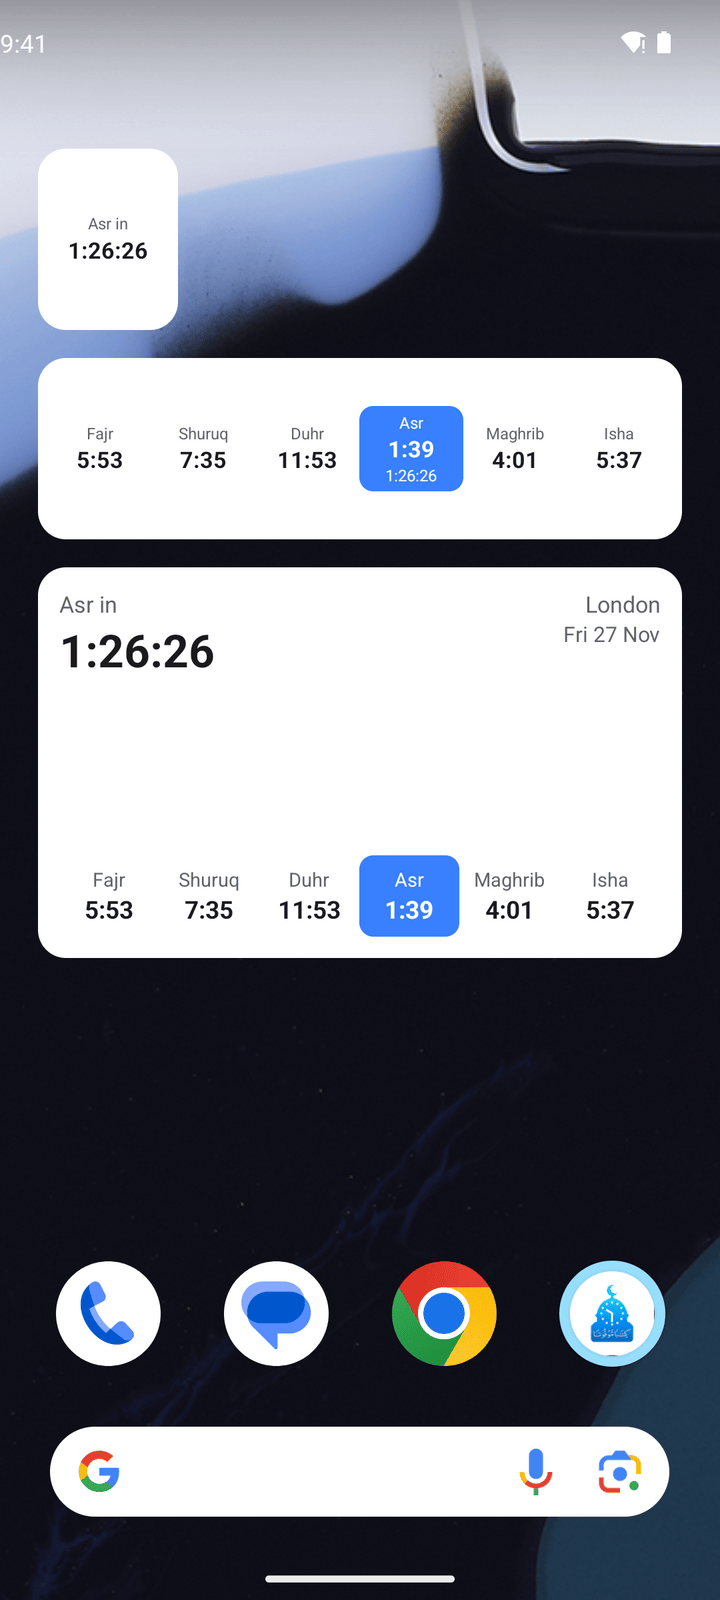 9:41
Asr in
1:26:26
Fajr Shuruq Duhr Asr Maghrib Isha
5:53 7:35 11:53 1:39 4:01 5:37
1:26:26
Asr in London
1:26:26 Fri 27 Nov
Fajr Shuruq Duhr Asr Maghrib Isha
5:53 7:35 11:53 1:39 4:01 5:37